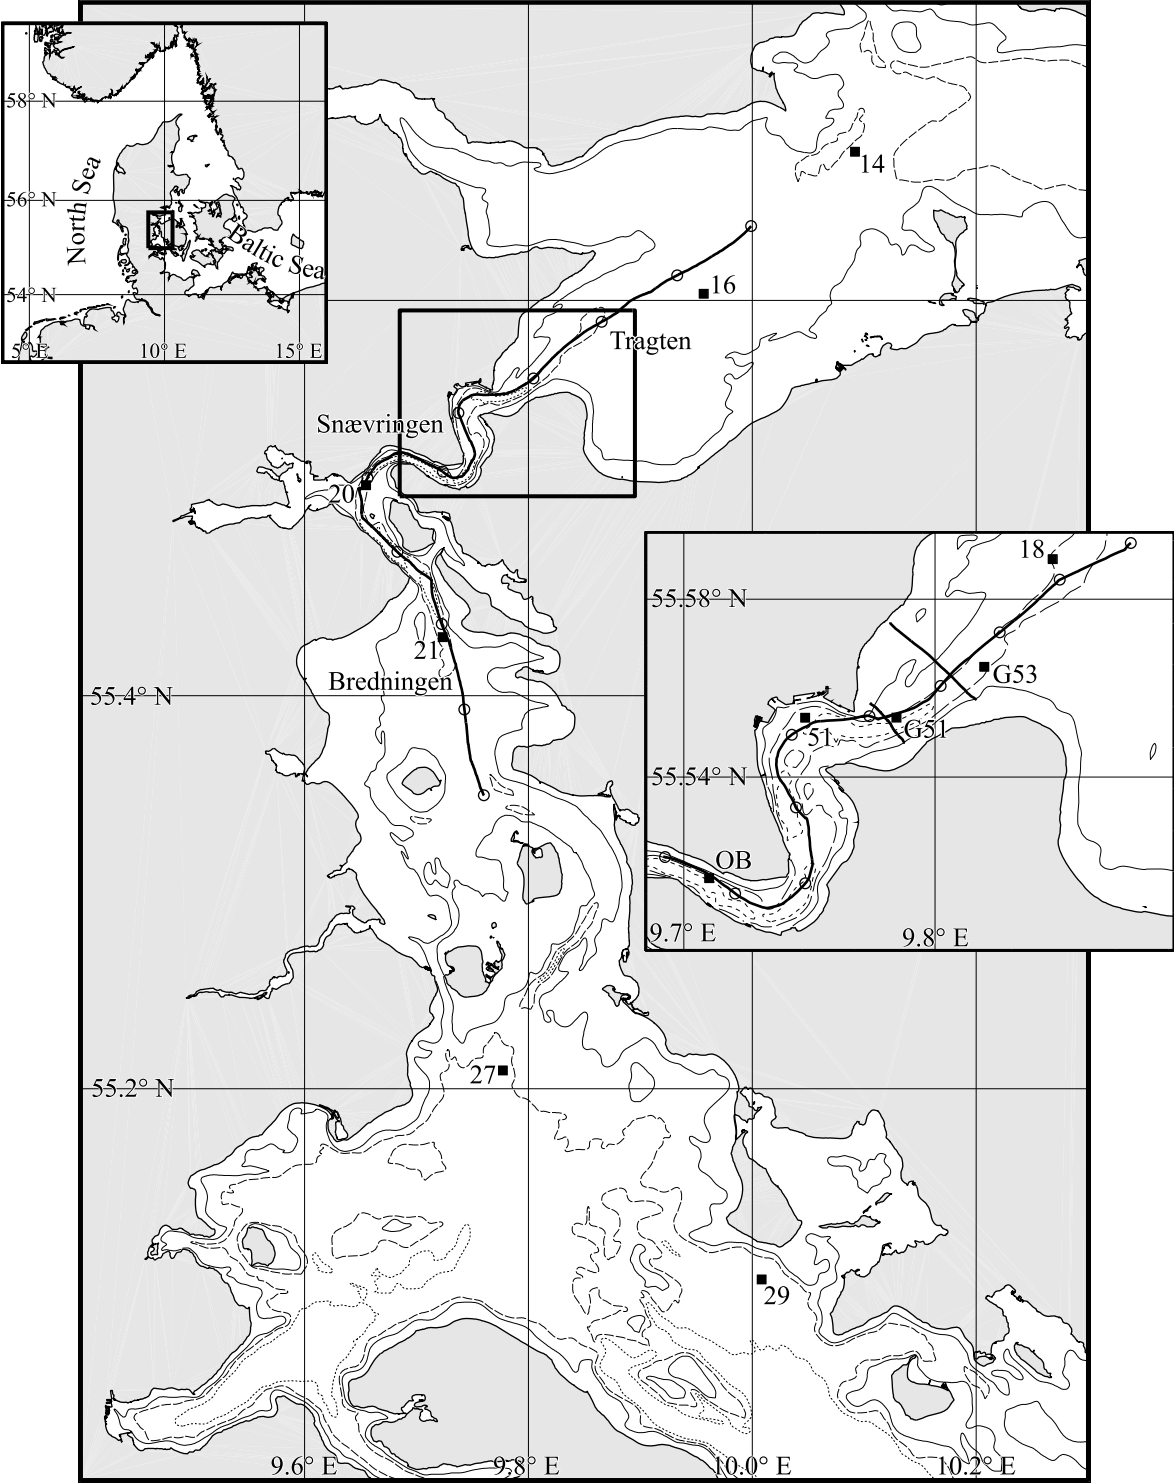 58° N
56° N
54° N
5° E
10° E
15° E
North Sea
Baltic Sea
14
16
Tragten
Snævringen
20
21
Bredningen
55.4° N
18
55.58° N
G53
51
G51
55.54° N
OB
9.7° E
9.8° E
27
55.2° N
29
9.6° E
9.8° E
10.0° E
10.2° E